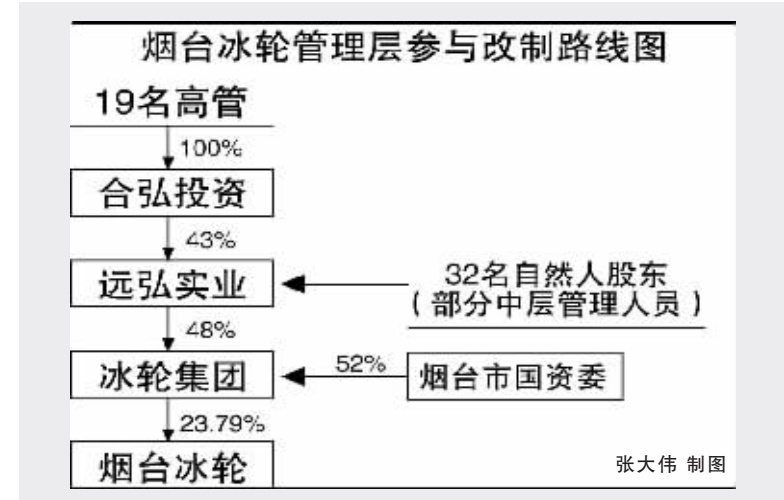 烟台冰轮管理层参与改制路线图
19名高管
100%
合弘投资
43%
远弘实业
32名自然人股东
(部分中层管理人员)
48%
冰轮集团
52%
烟台市国资委
23.79%
烟台冰轮
张大伟 制图